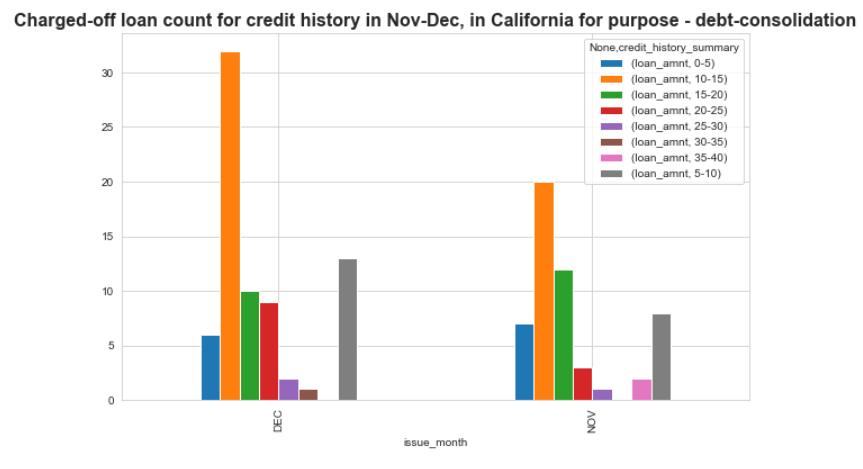 Charged-off loan count for credit history in Nov-Dec, in California for purpose - debt-consolidation
None,credit_history_summary
(loan_amnt, 0-5)
(loan_amnt, 10-15)
(loan_amnt, 15-20)
(loan_amnt, 20-25)
(loan_amnt, 25-30)
(loan_amnt, 30-35)
(loan_amnt, 35-40)
(loan_amnt, 5-10)
30
25
20
15
10
5
0
DEC
NOV
issue_month